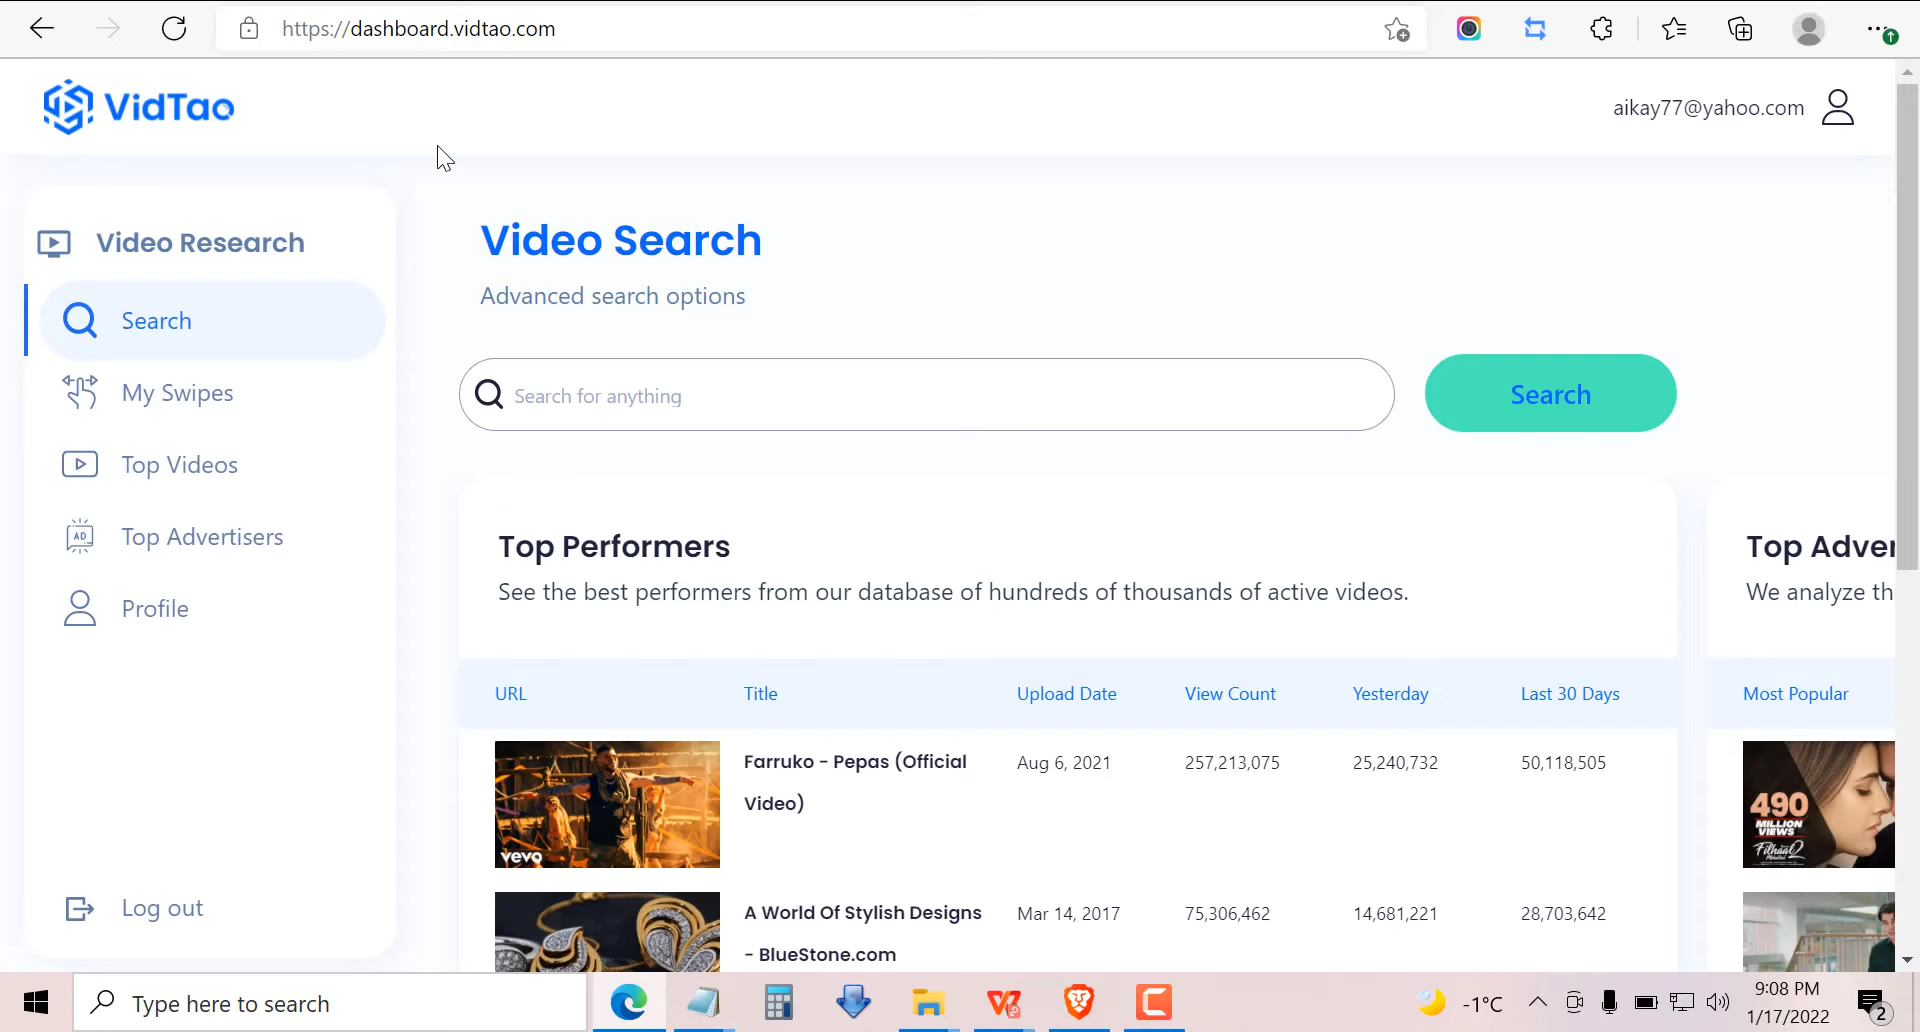 https://dashboard.vidtao.com
VidTao
aikay77@yahoo.com
Video Research
Search
My Swipes
Top Videos
AD
Top Advertisers
Profile
Log out
Video Search
Advanced search options
Search for anything
Search
Top Performers
See the best performers from our database of hundreds of thousands of active videos.
URL Title Upload Date View Count Yesterday Last 30 Days
vevo
Farruko - Pepas (Official
Video)
Aug 6, 2021 257,213,075 25,240,732 50,118,505
A World Of Stylish Designs
- BlueStone.com
Mar 14, 2017 75,306,462 14,681,221 28,703,642
Top Adver
We analyze th
Most Popular
490
MILLION
VIEWS
Filhaal2
Type here to search
-1°C
9:08 PM
1/17/2022
2